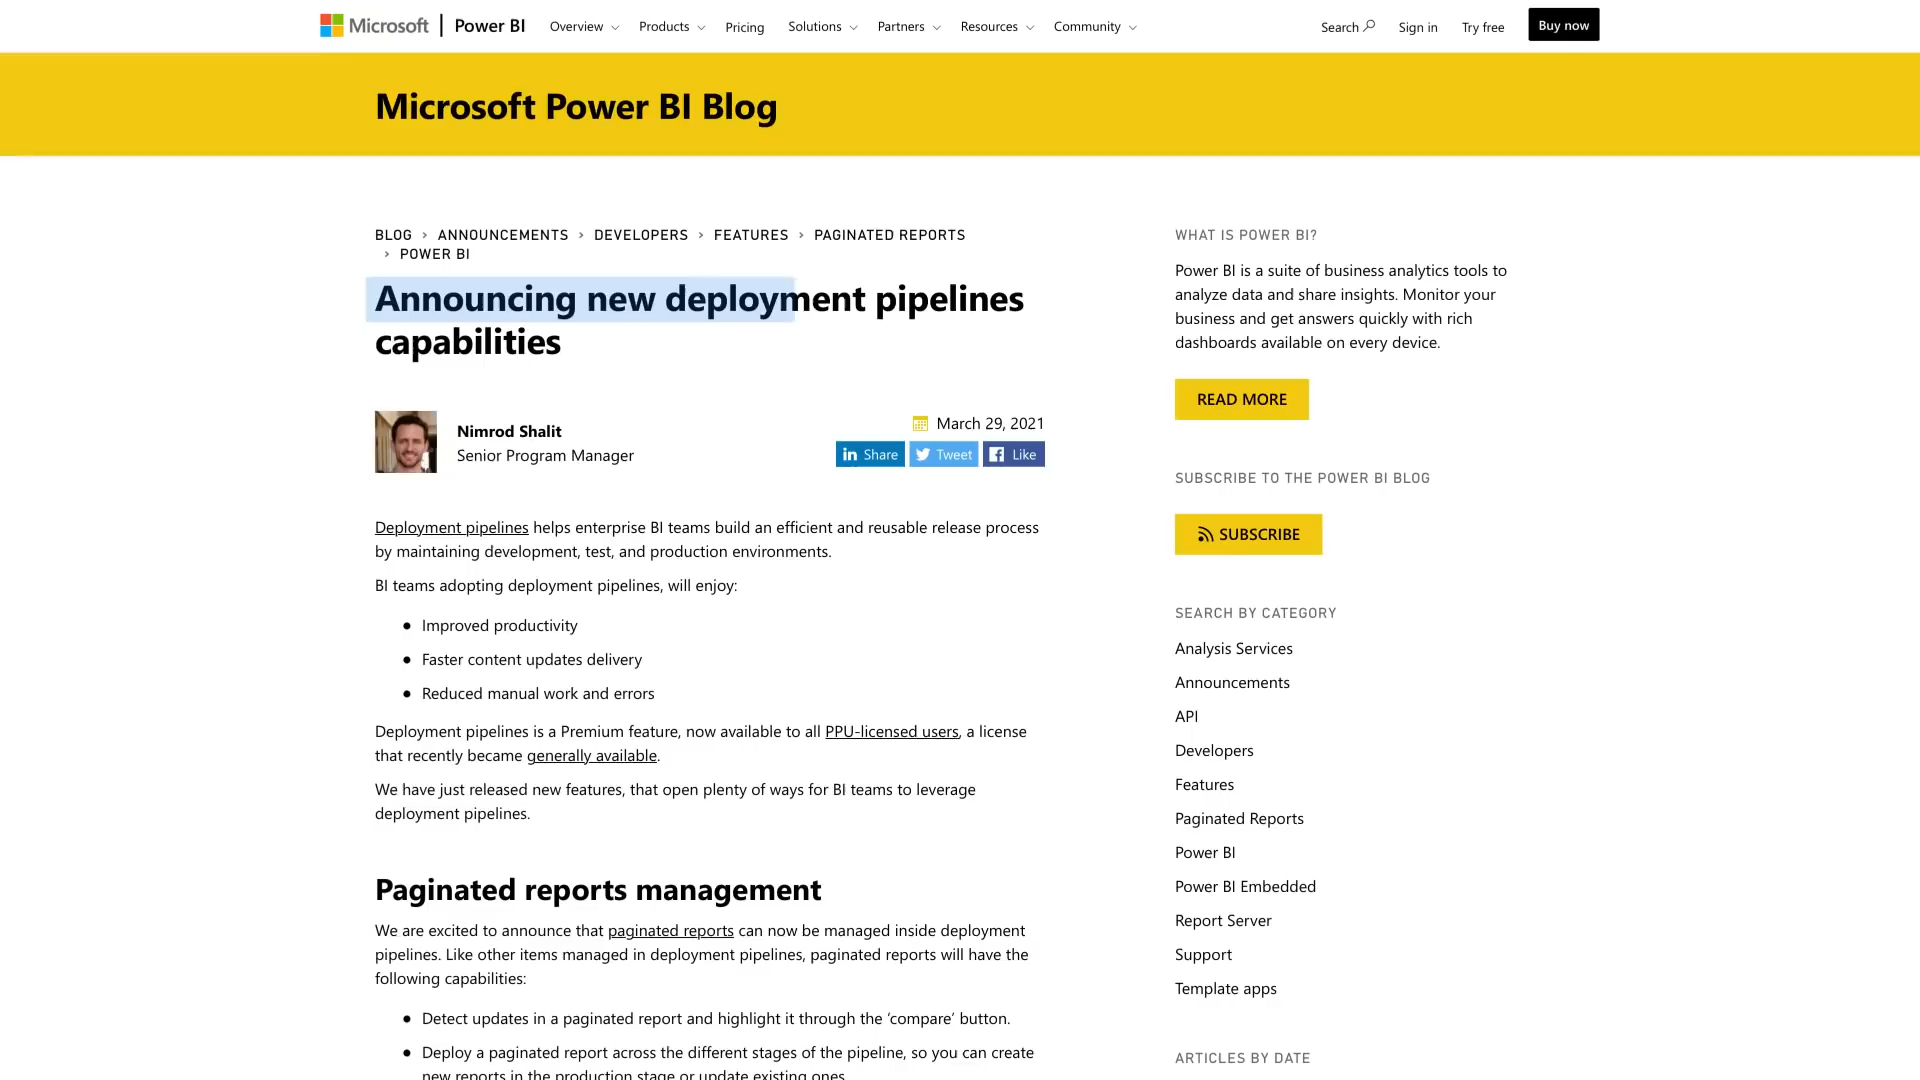 Microsoft | Power BI Overview Products Pricing Solutions Partners Resources Community Search Sign in Try free Buy now
Microsoft Power BI Blog
BLOG › ANNOUNCEMENTS › DEVELOPERS › FEATURES › PAGINATED REPORTS
› POWER BI
Announcing new deployment pipelines
capabilities
Nimrod Shalit
Senior Program Manager
March 29, 2021
Share Tweet Like
Deployment pipelines helps enterprise BI teams build an efficient and reusable release process
by maintaining development, test, and production environments.
BI teams adopting deployment pipelines, will enjoy:
● Improved productivity
● Faster content updates delivery
● Reduced manual work and errors
Deployment pipelines is a Premium feature, now available to all PPU-licensed users, a license
that recently became generally available.
We have just released new features, that open plenty of ways for BI teams to leverage
deployment pipelines.
Paginated reports management
We are excited to announce that paginated reports can now be managed inside deployment
pipelines. Like other items managed in deployment pipelines, paginated reports will have the
following capabilities:
● Detect updates in a paginated report and highlight it through the ‘compare’ button.
● Deploy a paginated report across the different stages of the pipeline, so you can create
new reports in the production stage or update existing ones.
WHAT IS POWER BI?
Power BI is a suite of business analytics tools to
analyze data and share insights. Monitor your
business and get answers quickly with rich
dashboards available on every device.
READ MORE
SUBSCRIBE TO THE POWER BI BLOG
SUBSCRIBE
SEARCH BY CATEGORY
Analysis Services
Announcements
API
Developers
Features
Paginated Reports
Power BI
Power BI Embedded
Report Server
Support
Template apps
ARTICLES BY DATE